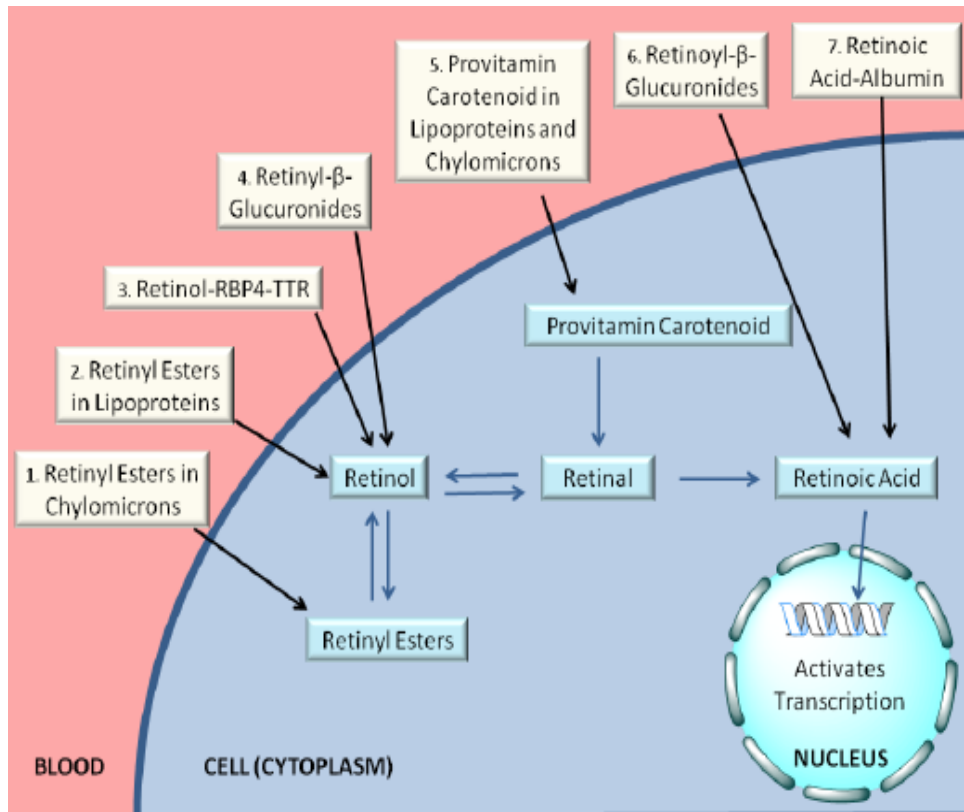 7. Retinoic
Acid-Albumin
6. Retinoyl-β-
Glucuronides
5. Provitamin
Carotenoid in
Lipoproteins and
Chylomicrons
4. Retinyl-β-
Glucuronides
3. Retinol-RBP4-TTR
2. Retinyl Esters
in Lipoproteins
1. Retinyl Esters in
Chylomicrons
Provitamin Carotenoid
Retinol
Retinal
Retinoic Acid
Retinyl Esters
Activates
Transcription
NUCLEUS
BLOOD
CELL (CYTOPLASM)